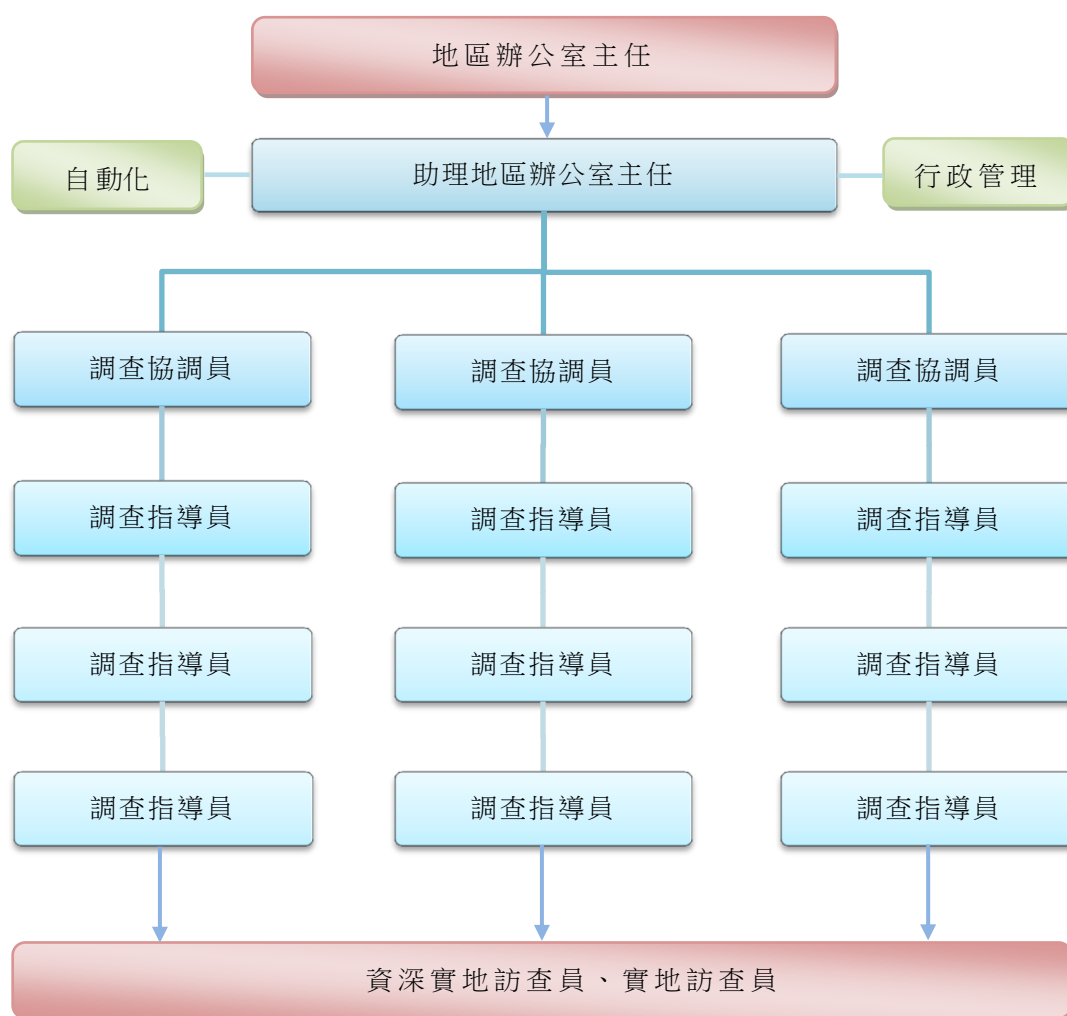 地區辦公室主任
自動化
助理地區辦公室主任
行政管理
調查協調員
調查協調員
調查協調員
調查指導員
調查指導員
調查指導員
調查指導員
調查指導員
調查指導員
調查指導員
調查指導員
調查指導員
資深實地訪查員、實地訪查員